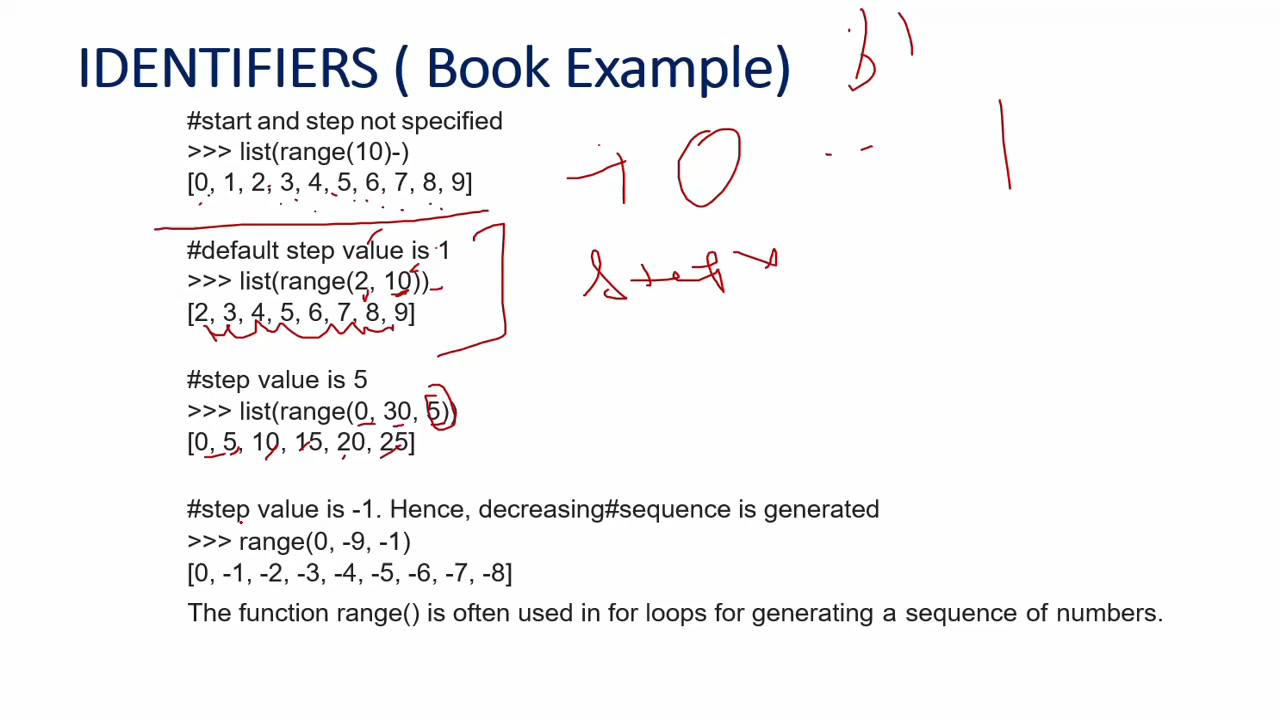 IDENTIFIERS ( Book Example)
#start and step not specified
>>> list(range(10)-)
[0, 1, 2, 3, 4, 5, 6, 7, 8, 9]
0
#default step value is 1
>>> list(range(2, 10))
[2, 3, 4, 5, 6, 7, 8, 9]
#step value is 5
>>> list(range(0, 30, 5))
[0, 5, 10, 15, 20, 25]
#step value is -1. Hence, decreasing#sequence is generated
>>> range(0, -9, -1)
[0, -1, -2, -3, -4, -5, -6, -7, -8]
The function range() is often used in for loops for generating a sequence of numbers.